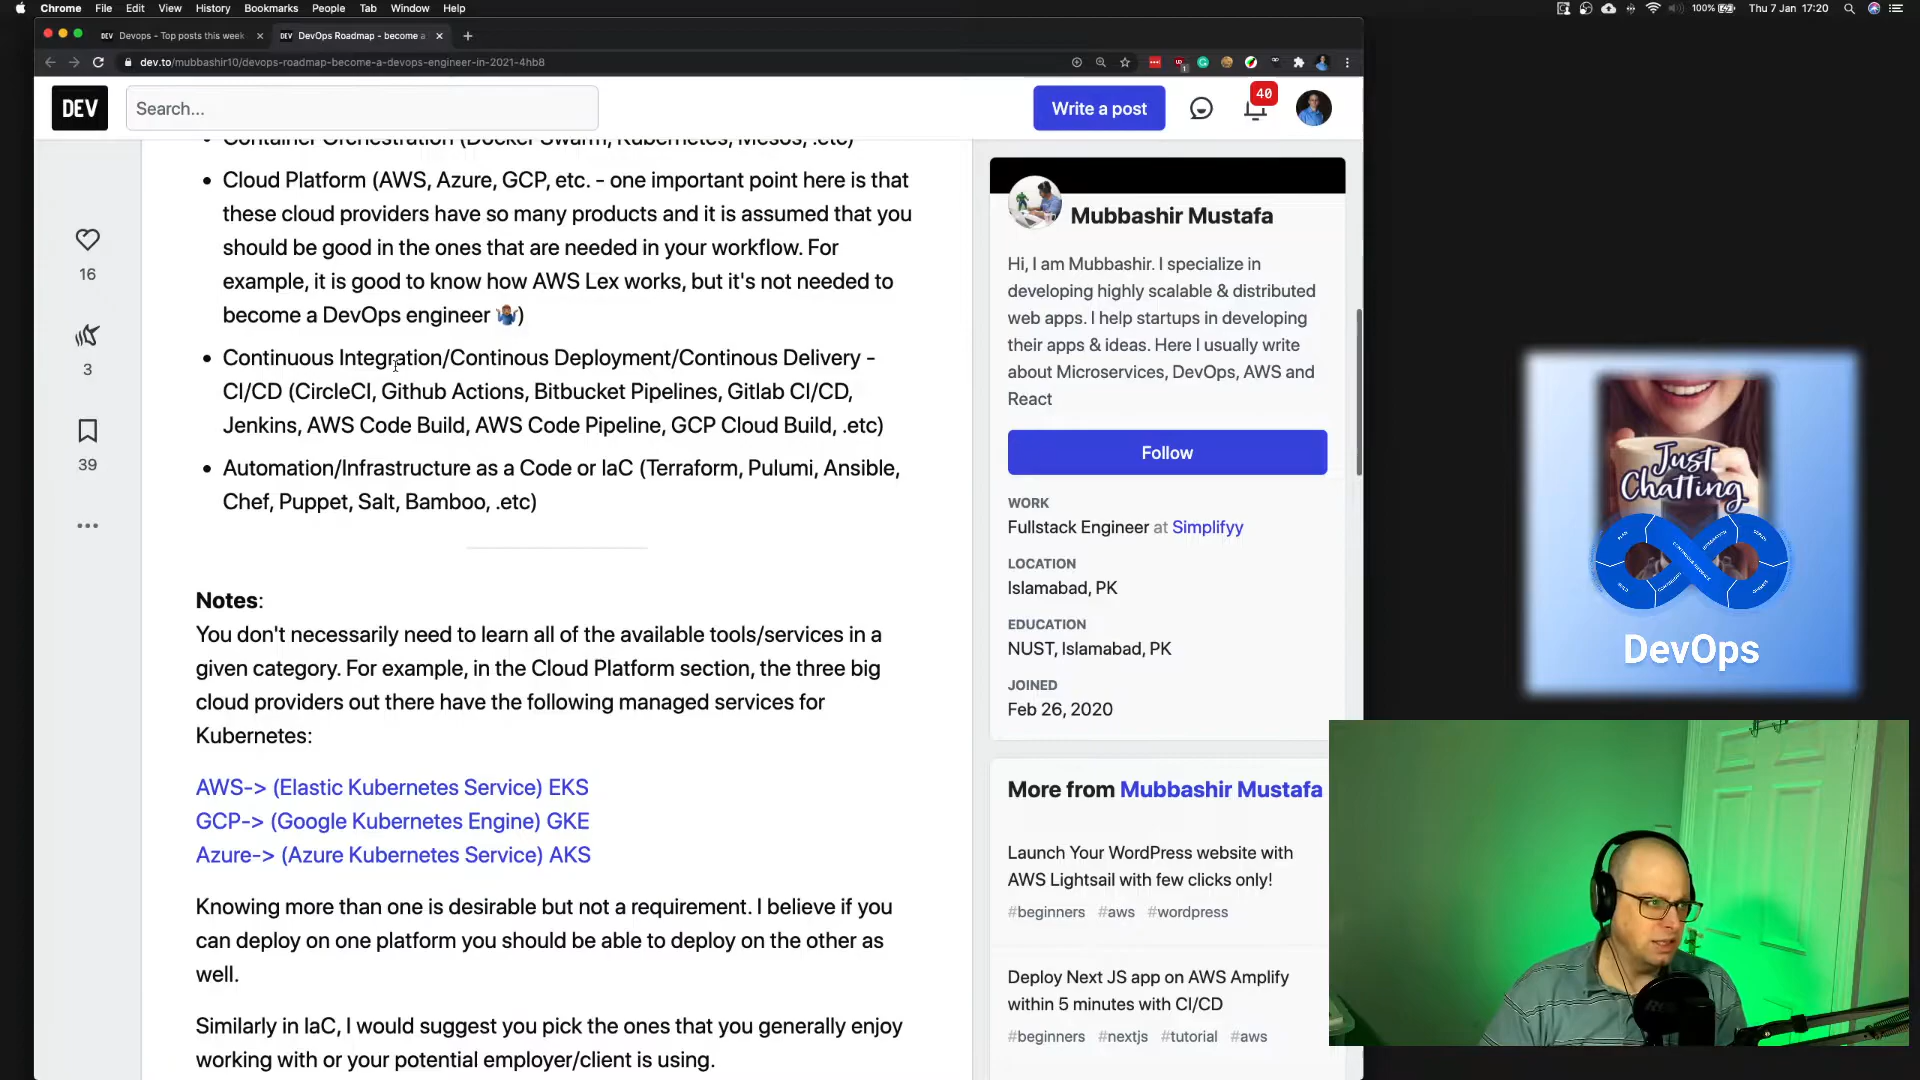 Chrome File Edit View History Bookmarks People Tab Window Help
100% Thu 7 Jan 17:20
DEV Devops - Top posts this week
DEV DevOps Roadmap - become a
dev.to/mubbashir10/devops-roadmap-become-a-devops-engineer-in-2021-4hb8
DEV
Search...
Write a post
40
Container Orchestration (Docker Swarm, Kubernetes, Mesos, .etc)
Cloud Platform (AWS, Azure, GCP, etc. - one important point here is that
these cloud providers have so many products and it is assumed that you
should be good in the ones that are needed in your workflow. For
example, it is good to know how AWS Lex works, but it's not needed to
become a DevOps engineer 🤷🏽‍♂️)
Continuous Integration/Continous Deployment/Continous Delivery -
CI/CD (CircleCI, Github Actions, Bitbucket Pipelines, Gitlab CI/CD,
Jenkins, AWS Code Build, AWS Code Pipeline, GCP Cloud Build, .etc)
Automation/Infrastructure as a Code or IaC (Terraform, Pulumi, Ansible,
Chef, Puppet, Salt, Bamboo, .etc)
16
3
39
Notes:
You don't necessarily need to learn all of the available tools/services in a
given category. For example, in the Cloud Platform section, the three big
cloud providers out there have the following managed services for
Kubernetes:
AWS-> (Elastic Kubernetes Service) EKS
GCP-> (Google Kubernetes Engine) GKE
Azure-> (Azure Kubernetes Service) AKS
Knowing more than one is desirable but not a requirement. I believe if you
can deploy on one platform you should be able to deploy on the other as
well.
Similarly in IaC, I would suggest you pick the ones that you generally enjoy
working with or your potential employer/client is using.
Mubbashir Mustafa
Hi, I am Mubbashir. I specialize in
developing highly scalable & distributed
web apps. I help startups in developing
their apps & ideas. Here I usually write
about Microservices, DevOps, AWS and
React
Follow
WORK
Fullstack Engineer at Simplifyy
LOCATION
Islamabad, PK
EDUCATION
NUST, Islamabad, PK
JOINED
Feb 26, 2020
More from Mubbashir Mustafa
Launch Your WordPress website with
AWS Lightsail with few clicks only!
#beginners #aws #wordpress
Deploy Next JS app on AWS Amplify
within 5 minutes with CI/CD
#beginners #nextjs #tutorial #aws
Just
Chatting
DevOps